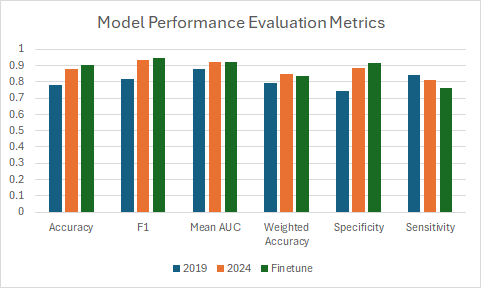 Model Performance Evaluation Metrics
1
0.9
0.8
0.7
0.6
0.5
0.4
0.3
0.2
0.1
0
Accuracy
F1
Mean AUC
Weighted
Accuracy
Specificity
Sensitivity
2019
2024
Finetune